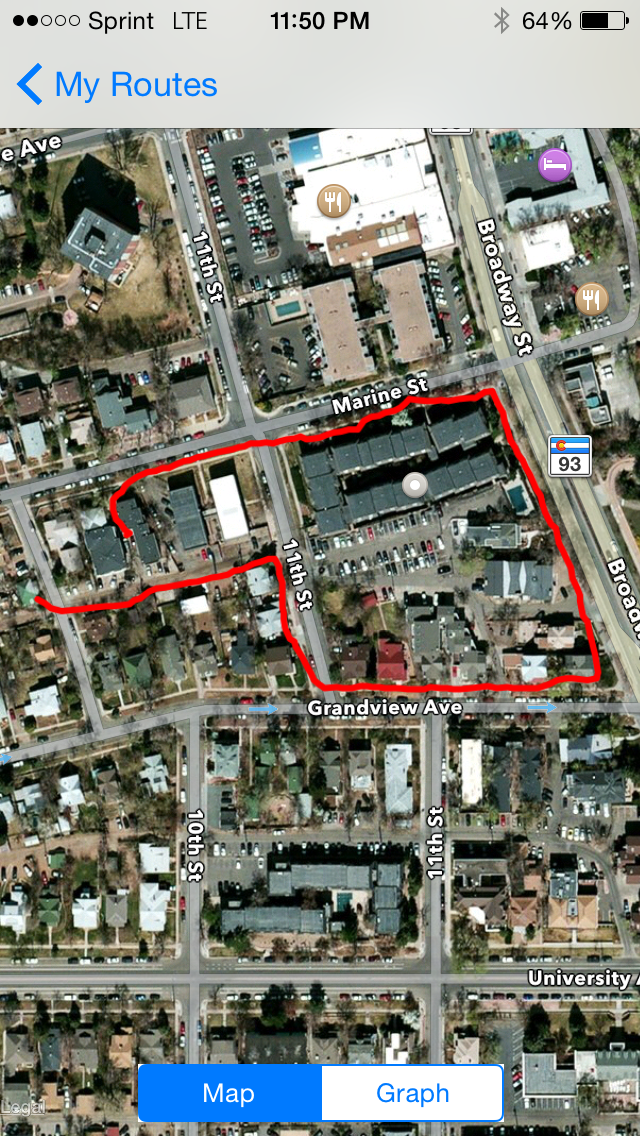 Sprint LTE 11:50 PM 64%
My Routes
e Ave
11th St
Broadway St
Marine St
93
11th St
Broadw
Grandview Ave
10th St
11th St
University A
Map
Graph
Legal